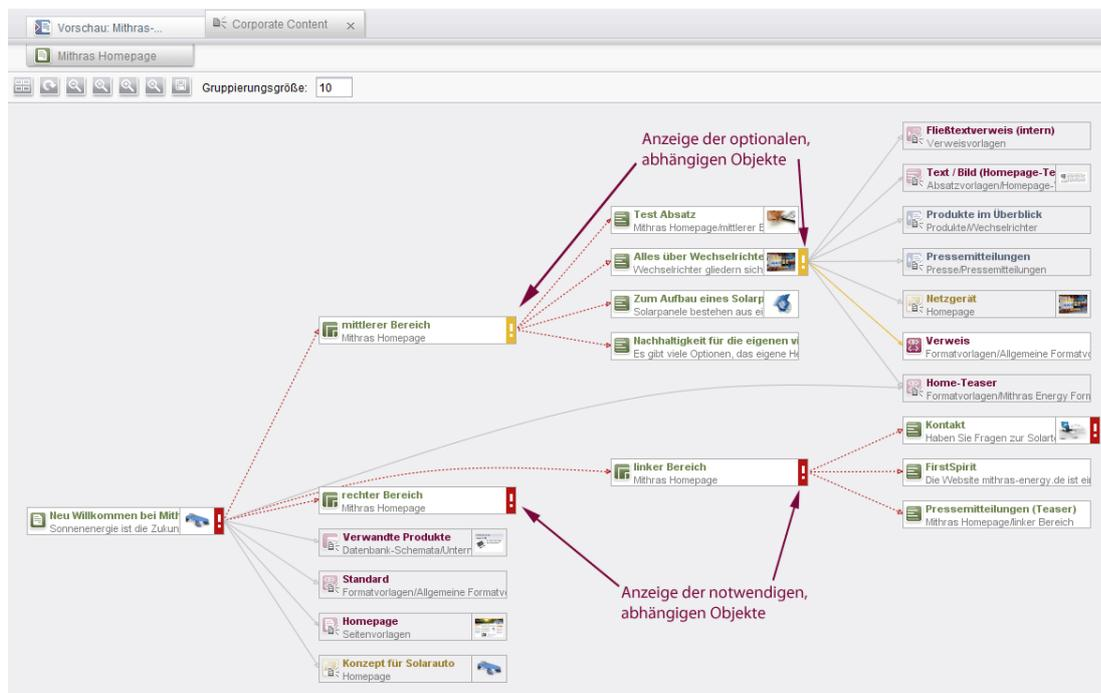 Vorschau: Mithras-...
Corporate Content
Mithras Homepage
Gruppierungsgröße: 10
Anzeige der optionalen,
abhängigen Objekte
Fließtextverweis (intern)
Verweisvorlagen
Text / Bild (Homepage-Te
Absatzvorlagen/Homepage-
Test Absatz
Mithras Homepage/mittlerer B
Produkte im Überblick
Produkte/Wechselrichter
Alles über Wechselrichte
Wechselrichter gliedern sich
Pressemitteilungen
Presse/Pressemitteilungen
Zum Aufbau eines Solarp
Solarpanele bestehen aus ei
Netzgerät
Homepage
mittlerer Bereich
Mithras Homepage
Nachhaltigkeit für die eigenen vi
Es gibt viele Optionen, das eigene He
Verweis
Formatvorlagen/Allgemeine Formatvo
Home-Teaser
Formatvorlagen/Mithras Energy Form
Kontakt
Haben Sie Fragen zur Solarte
linker Bereich
Mithras Homepage
FirstSpirit
Die Website mithras-energy.de ist ein
rechter Bereich
Mithras Homepage
Pressemitteilungen (Teaser)
Mithras Homepage/linker Bereich
Neu Willkommen bei Mith
Sonnenenergie ist die Zukun
Verwandte Produkte
Datenbank-Schemata/Untern
Standard
Formatvorlagen/Allgemeine Formatvo
Anzeige der notwendigen,
abhängigen Objekte
Homepage
Seitenvorlagen
Konzept für Solarauto
Homepage